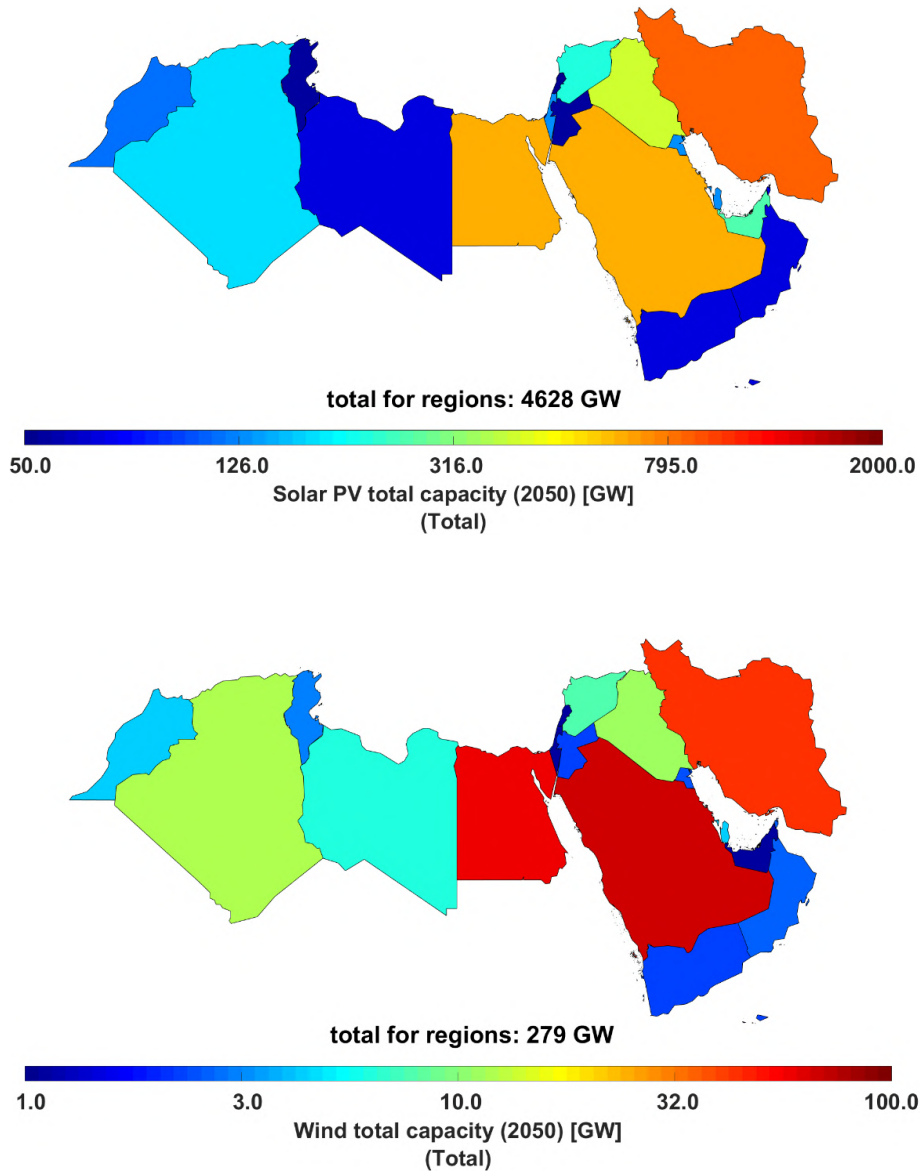 total for regions: 4628 GW
50.0 126.0 316.0 795.0 2000.0
Solar PV total capacity (2050) [GW]
(Total)
total for regions: 279 GW
1.0 3.0 10.0 32.0 100.0
Wind total capacity (2050) [GW]
(Total)